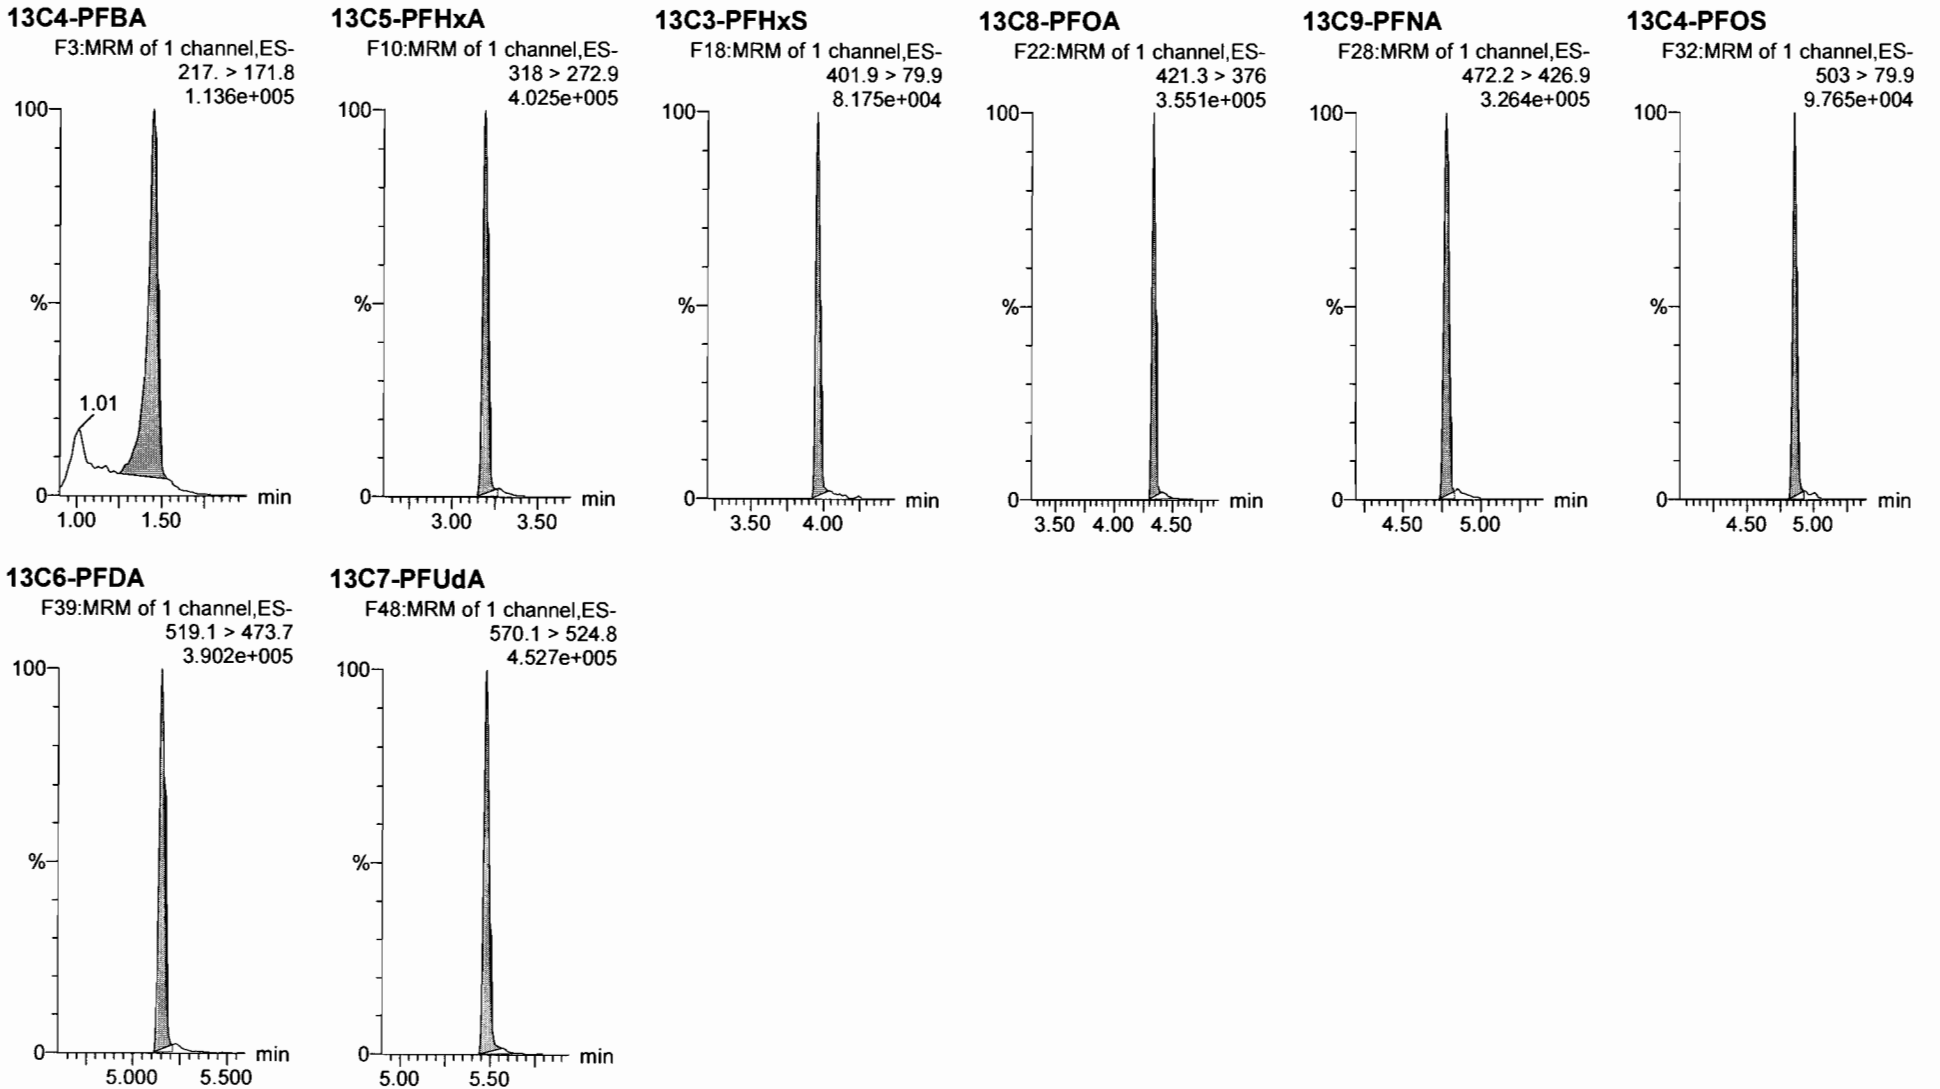 13C4-PFBA
F3:MRM of 1 channel,ES-
217. > 171.8
1.136e+005
100
%
1.01
0
min
1.00 1.50
13C5-PFHxA
F10:MRM of 1 channel,ES-
318 > 272.9
4.025e+005
100
%
0
min
3.00 3.50
13C3-PFHxS
F18:MRM of 1 channel,ES-
401.9 > 79.9
8.175e+004
100
%
0
min
3.50 4.00
13C8-PFOA
F22:MRM of 1 channel,ES-
421.3 > 376
3.551e+005
100
%
0
min
3.50 4.00 4.50
13C9-PFNA
F28:MRM of 1 channel,ES-
472.2 > 426.9
3.264e+005
100
%
0
min
4.50 5.00
13C4-PFOS
F32:MRM of 1 channel,ES-
503 > 79.9
9.765e+004
100
%
0
min
4.50 5.00
13C6-PFDA
F39:MRM of 1 channel,ES-
519.1 > 473.7
3.902e+005
100
%
0
min
5.000 5.500
13C7-PFUdA
F48:MRM of 1 channel,ES-
570.1 > 524.8
4.527e+005
100
%
0
min
5.00 5.50